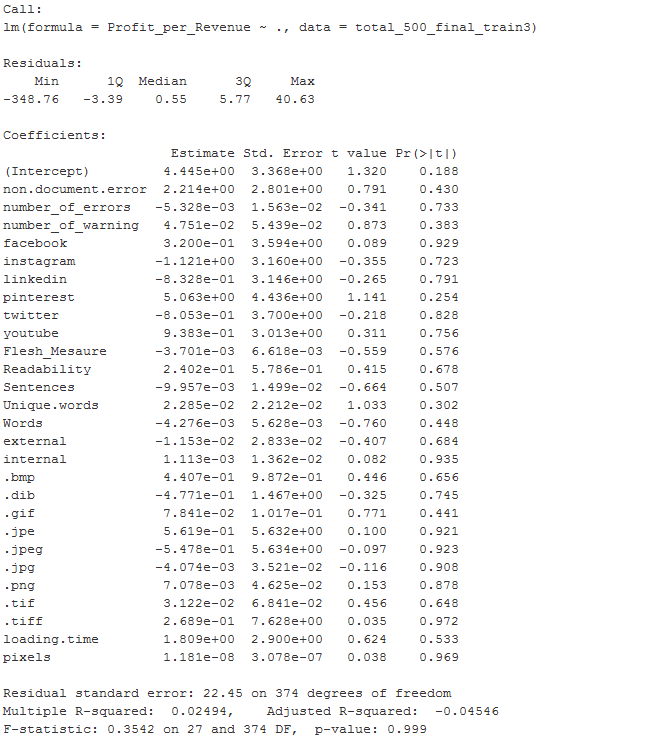 Call:
lm(formula = Profit_per_Revenue ~ ., data = total_500_final_train3)
Residuals:
Min 1Q Median 3Q Max
-348.76 -3.39 0.55 5.77 40.63
Coefficients:
Estimate Std. Error t value Pr(>|t|)
(Intercept) 4.445e+00 3.368e+00 1.320 0.188
non.document.error 2.214e+00 2.801e+00 0.791 0.430
number_of_errors -5.328e-03 1.563e-02 -0.341 0.733
number_of_warning 4.751e-02 5.439e-02 0.873 0.383
facebook 3.200e-01 3.594e+00 0.089 0.929
instagram -1.121e+00 3.160e+00 -0.355 0.723
linkedin -8.328e-01 3.146e+00 -0.265 0.791
pinterest 5.063e+00 4.436e+00 1.141 0.254
twitter -8.053e-01 3.700e+00 -0.218 0.828
youtube 9.383e-01 3.013e+00 0.311 0.756
Flesh_Mesaure -3.701e-03 6.618e-03 -0.559 0.576
Readability 2.402e-01 5.786e-01 0.415 0.678
Sentences -9.957e-03 1.499e-02 -0.664 0.507
Unique.words 2.285e-02 2.212e-02 1.033 0.302
Words -4.276e-03 5.628e-03 -0.760 0.448
external -1.153e-02 2.833e-02 -0.407 0.684
internal 1.113e-03 1.362e-02 0.082 0.935
.bmp 4.407e-01 9.872e-01 0.446 0.656
.dib -4.771e-01 1.467e+00 -0.325 0.745
.gif 7.841e-02 1.017e-01 0.771 0.441
.jpe 5.619e-01 5.632e+00 0.100 0.921
.jpeg -5.478e-01 5.634e+00 -0.097 0.923
.jpg -4.074e-03 3.521e-02 -0.116 0.908
.png 7.078e-03 4.625e-02 0.153 0.878
.tif 3.122e-02 6.841e-02 0.456 0.648
.tiff 2.689e-01 7.628e+00 0.035 0.972
loading.time 1.809e+00 2.900e+00 0.624 0.533
pixels 1.181e-08 3.078e-07 0.038 0.969
Residual standard error: 22.45 on 374 degrees of freedom
Multiple R-squared: 0.02494, Adjusted R-squared: -0.04546
F-statistic: 0.3542 on 27 and 374 DF, p-value: 0.999